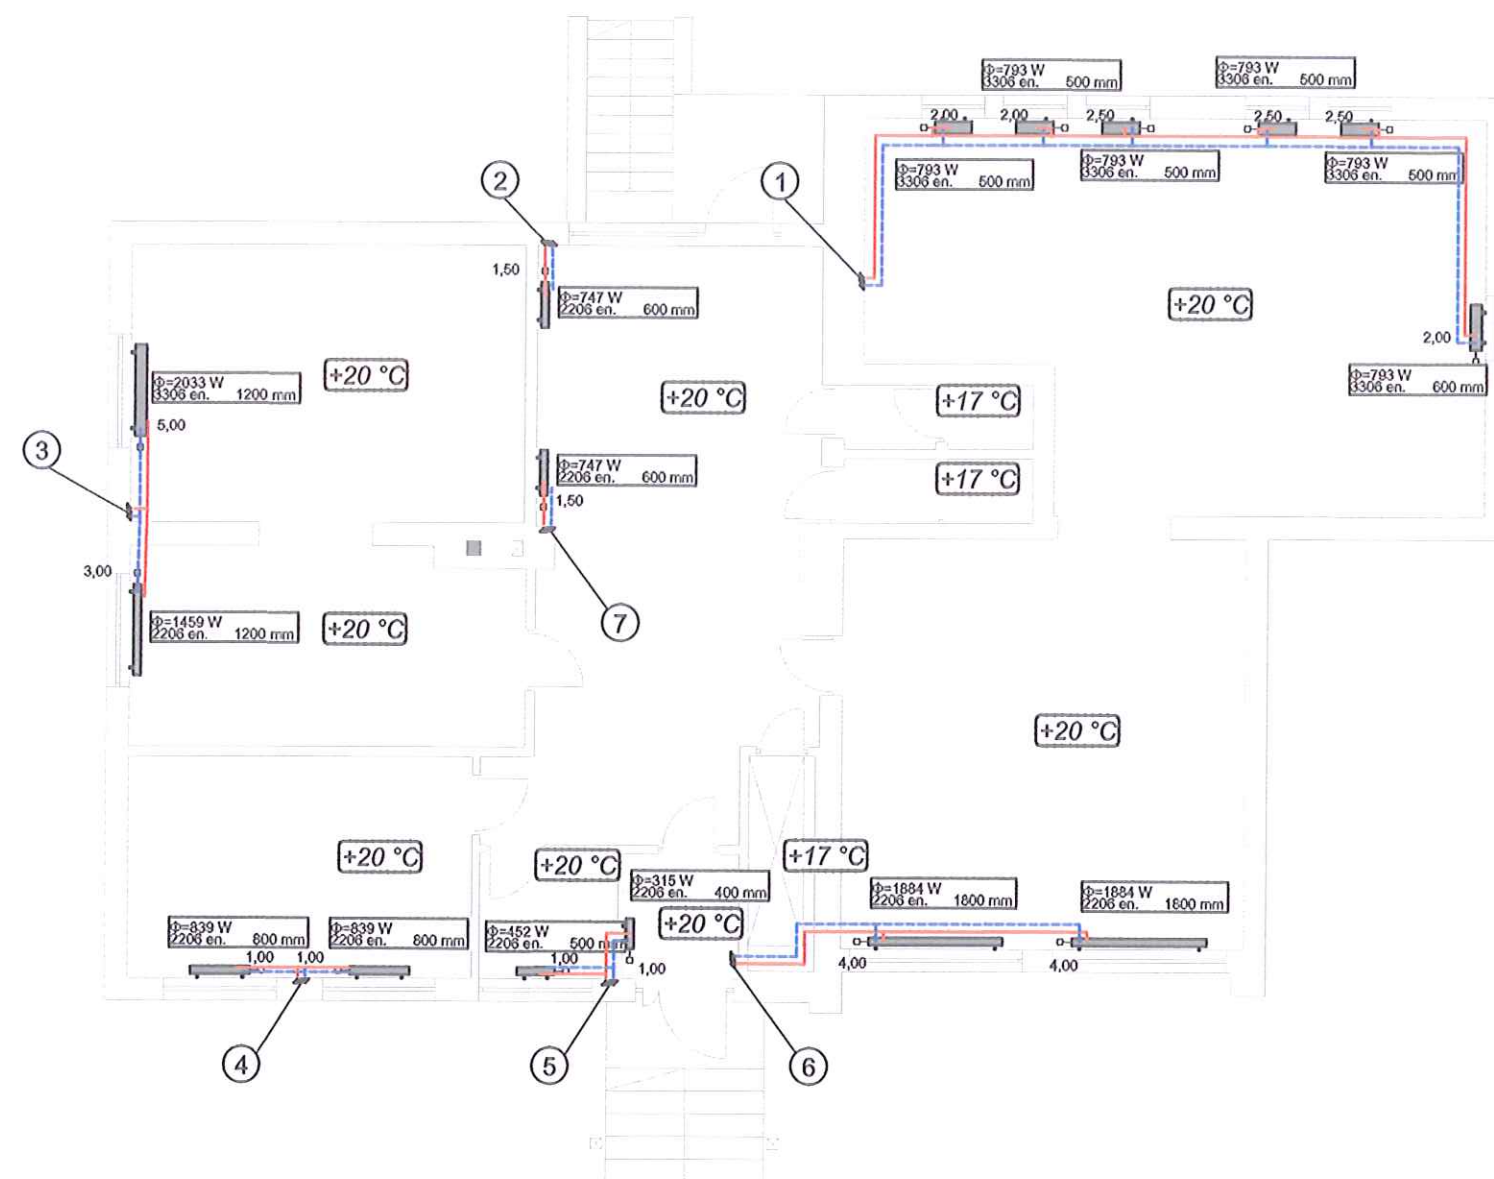 Φ=793 W
3306 en. 500 mm
Φ=793 W
3306 en. 500 mm
2,00
2,00
2,50
2,50
2,50
Φ=793 W
3306 en. 500 mm
Φ=793 W
3306 en. 500 mm
Φ=793 W
3306 en. 500 mm
1
2
1,50
Φ=747 W
2206 en. 600 mm
+20 °C
2,00
Φ=793 W
3306 en. 600 mm
+20 °C
Φ=2033 W
3306 en. 1200 mm
5,00
+20 °C
+17 °C
+17 °C
3
Φ=747 W
2206 en. 600 mm
1,50
3,00
Φ=1459 W
2206 en. 1200 mm
+20 °C
7
+20 °C
+20 °C
+20 °C
+17 °C
Φ=315 W
2206 en. 400 mm
+20 °C
Φ=1884 W
2206 en. 1800 mm
Φ=1884 W
2206 en. 1800 mm
Φ=839 W
2206 en. 800 mm
Φ=839 W
2206 en. 800 mm
Φ=452 W
2206 en. 500 mm
1,00
1,00
1,00
1,00
4,00
4,00
4
5
6